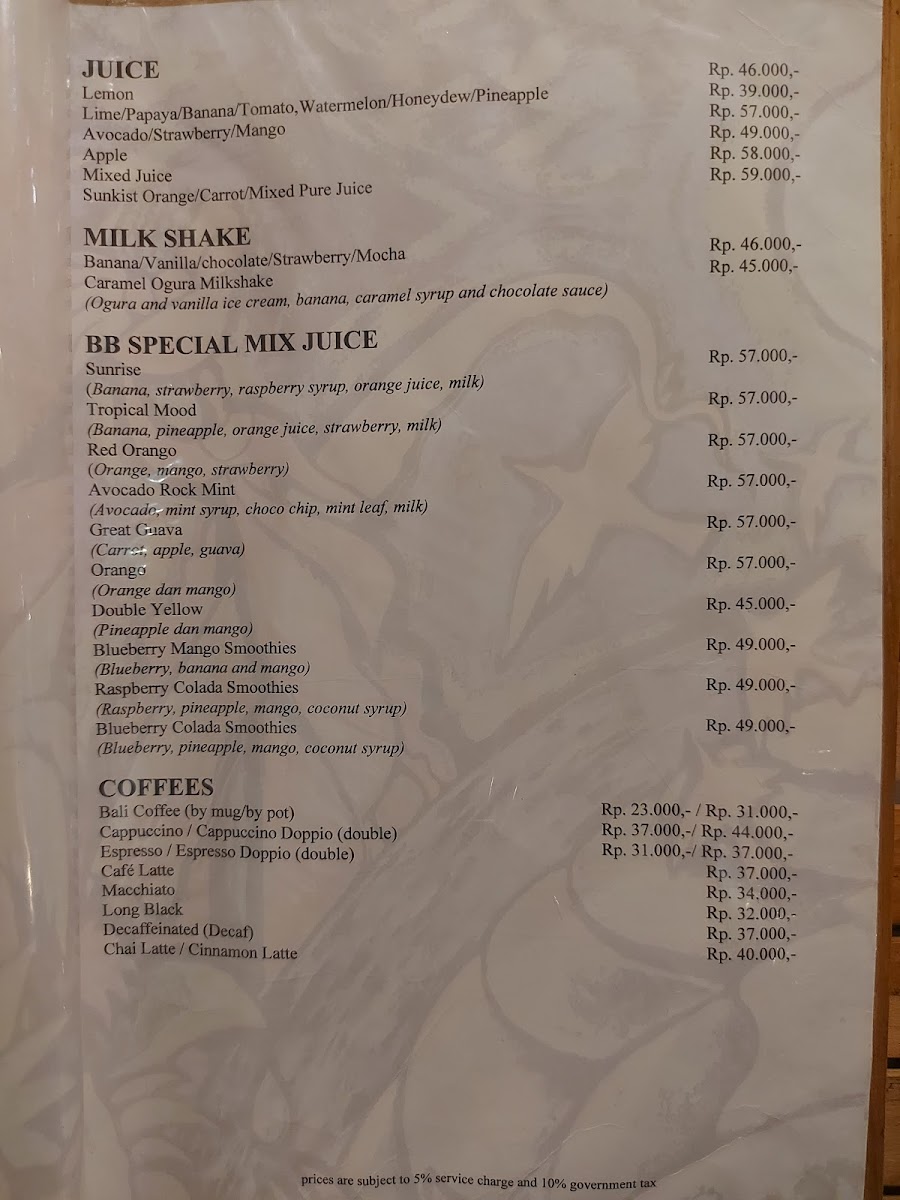 JUICE
Lemon Rp. 46.000,-
Lime/Papaya/Banana/Tomato,Watermelon/Honeydew/Pineapple Rp. 39.000,-
Avocado/Strawberry/Mango Rp. 57.000,-
Apple Rp. 49.000,-
Mixed Juice Rp. 58.000,-
Sunkist Orange/Carrot/Mixed Pure Juice Rp. 59.000,-
MILK SHAKE
Banana/Vanilla/chocolate/Strawberry/Mocha Rp. 46.000,-
Caramel Ogura Milkshake Rp. 45.000,-
(Ogura and vanilla ice cream, banana, caramel syrup and chocolate sauce)
BB SPECIAL MIX JUICE
Sunrise Rp. 57.000,-
(Banana, strawberry, raspberry syrup, orange juice, milk)
Tropical Mood Rp. 57.000,-
(Banana, pineapple, orange juice, strawberry, milk)
Red Orango Rp. 57.000,-
(Orange, mango, strawberry)
Avocado Rock Mint Rp. 57.000,-
(Avocado, mint syrup, choco chip, mint leaf, milk)
Great Guava Rp. 57.000,-
(Carrot, apple, guava)
Orango Rp. 57.000,-
(Orange dan mango)
Double Yellow Rp. 45.000,-
(Pineapple dan mango)
Blueberry Mango Smoothies Rp. 49.000,-
(Blueberry, banana and mango)
Raspberry Colada Smoothies Rp. 49.000,-
(Raspberry, pineapple, mango, coconut syrup)
Blueberry Colada Smoothies Rp. 49.000,-
(Blueberry, pineapple, mango, coconut syrup)
COFFEES
Bali Coffee (by mug/by pot) Rp. 23.000,- / Rp. 31.000,-
Cappuccino / Cappuccino Doppio (double) Rp. 37.000,-/ Rp. 44.000,-
Espresso / Espresso Doppio (double) Rp. 31.000,-/ Rp. 37.000,-
Café Latte Rp. 37.000,-
Macchiato Rp. 34.000,-
Long Black Rp. 32.000,-
Decaffeinated (Decaf) Rp. 37.000,-
Chai Latte / Cinnamon Latte Rp. 40.000,-
prices are subject to 5% service charge and 10% government tax